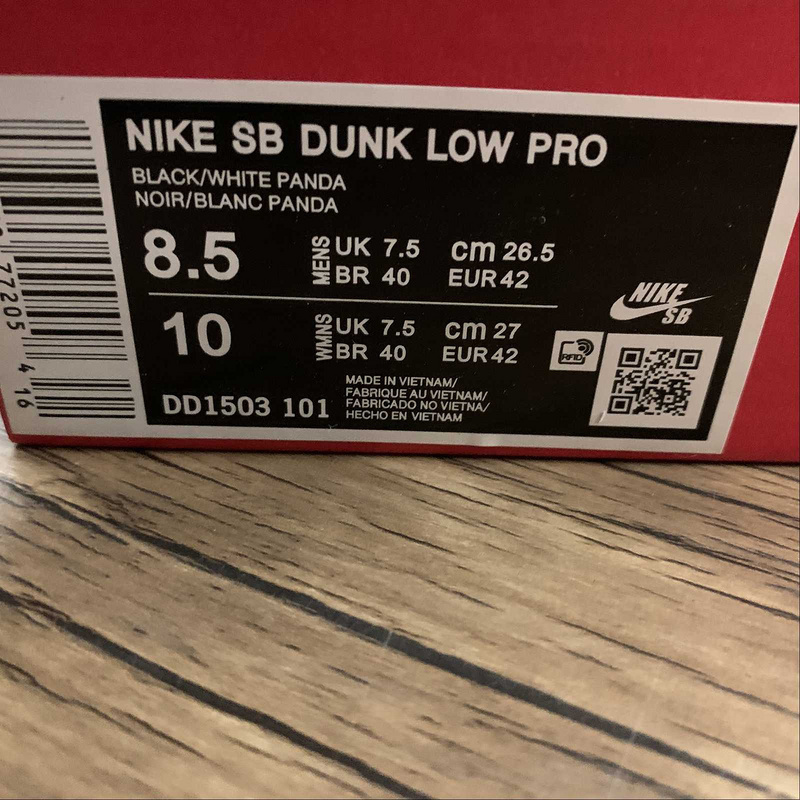 NIKE SB DUNK LOW PRO
BLACK/WHITE PANDA
NOIR/BLANC PANDA
8.5 MENS UK 7.5 cm 26.5
BR 40 EUR 42
10 WMNS UK 7.5 cm 27
BR 40 EUR 42
NIKE
SB
RFID
DD1503 101
MADE IN VIETNAM/
FABRIQUE AU VIETNAM/
FABRICADO NO VIETNA/
HECHO EN VIETNAM
77205 416